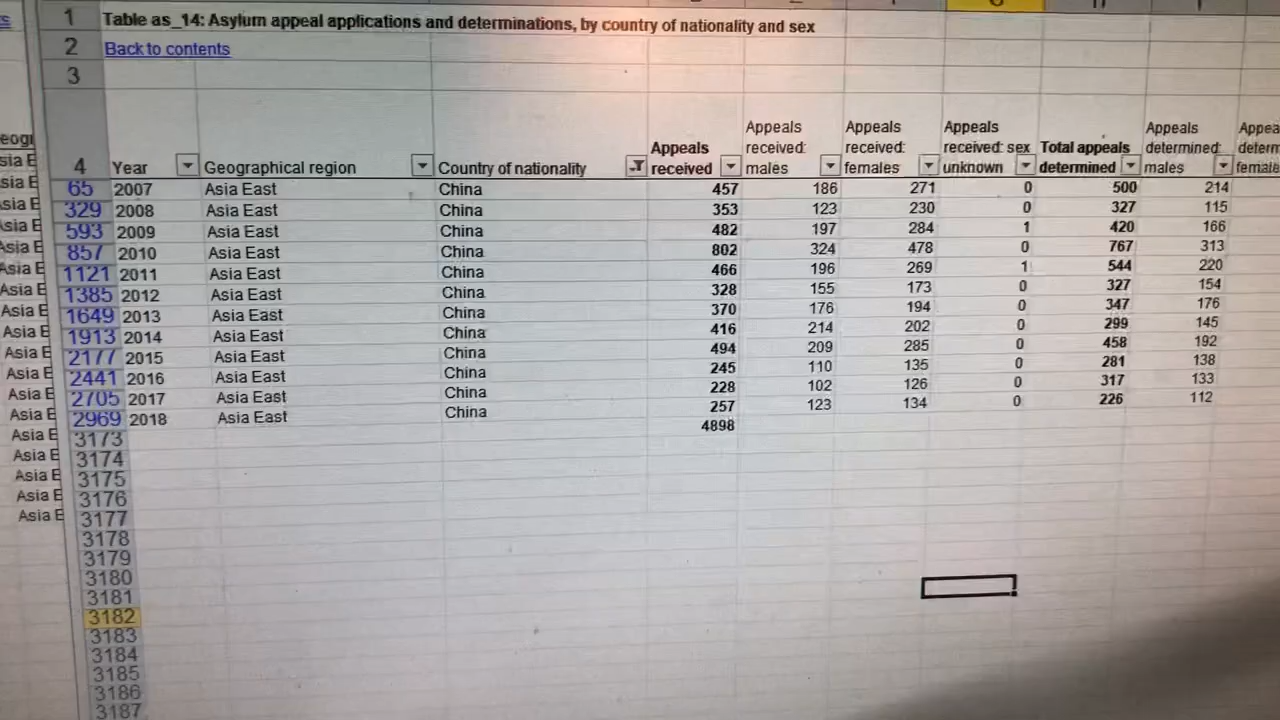 1 Table as_14: Asylum appeal applications and determinations, by country of nationality and sex
2 Back to contents
3
4 Year Geographical region Country of nationality Appeals received Appeals received: males Appeals received: females Appeals received: sex unknown Total appeals determined Appeals determined: males
65 2007 Asia East China 457 186 271 0 500 214
329 2008 Asia East China 353 123 230 0 327 115
593 2009 Asia East China 482 197 284 1 420 166
857 2010 Asia East China 802 324 478 0 767 313
1121 2011 Asia East China 466 196 269 1 544 220
1385 2012 Asia East China 328 155 173 0 327 154
1649 2013 Asia East China 370 176 194 0 347 176
1913 2014 Asia East China 416 214 202 0 299 145
2177 2015 Asia East China 494 209 285 0 458 192
2441 2016 Asia East China 245 110 135 0 281 138
2705 2017 Asia East China 228 102 126 0 317 133
2969 2018 Asia East China 257 123 134 0 226 112
3173 4898
3174
3175
3176
3177
3178
3179
3180
3181
3182
3183
3184
3185
3186
3187